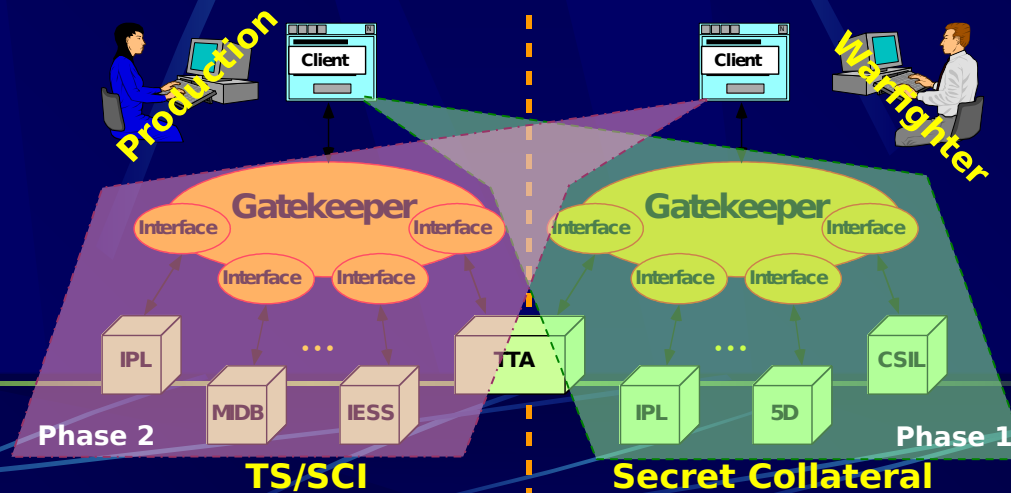 Production
Client
Client
Warfighter
N
N
Gatekeeper
Gatekeeper
Interface
Interface
Interface
Interface
Interface
Interface
Interface
Interface
...
...
IPL
TTA
CSIL
MIDB
IESS
IPL
5D
Phase 2
Phase 1
TS/SCI
Secret Collateral